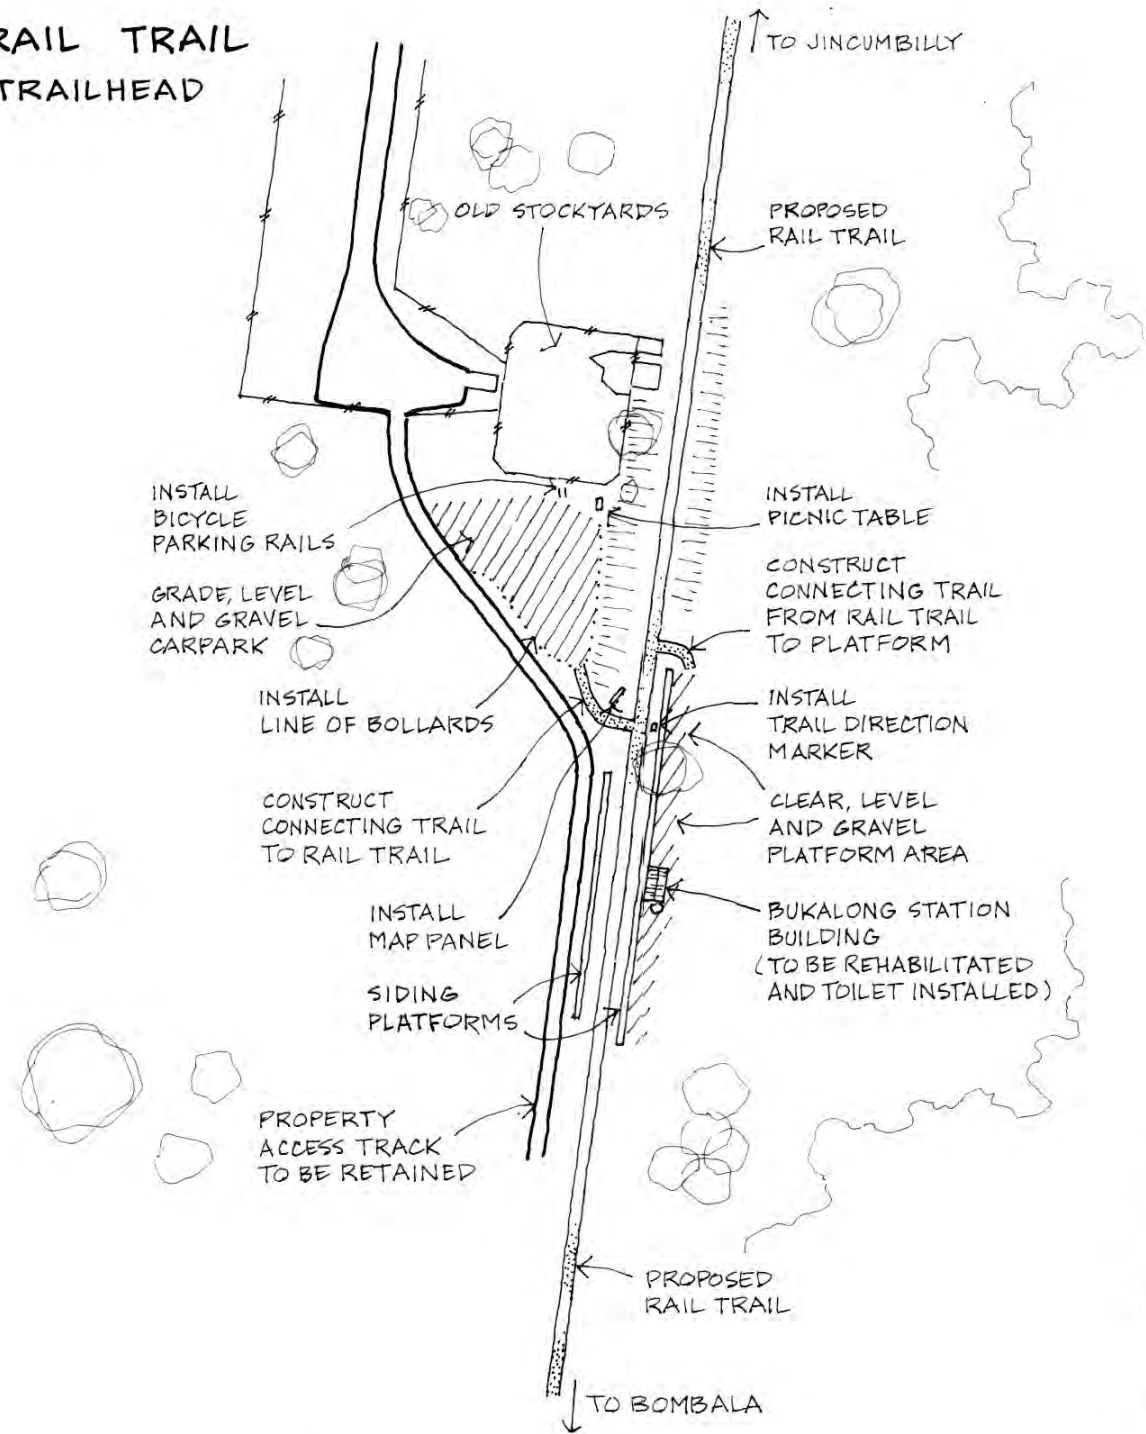 RAIL TRAIL
TRAILHEAD
TO JINCUMBILLY
OLD STOCKYARDS
PROPOSED
RAIL TRAIL
INSTALL
BICYCLE
PARKING RAILS
INSTALL
PICNIC TABLE
GRADE, LEVEL
AND GRAVEL
CARPARK
CONSTRUCT
CONNECTING TRAIL
FROM RAIL TRAIL
TO PLATFORM
INSTALL
LINE OF BOLLARDS
INSTALL
TRAIL DIRECTION
MARKER
CONSTRUCT
CONNECTING TRAIL
TO RAIL TRAIL
CLEAR, LEVEL
AND GRAVEL
PLATFORM AREA
INSTALL
MAP PANEL
BUKALONG STATION
BUILDING
(TO BE REHABILITATED
AND TOILET INSTALLED)
SIDING
PLATFORMS
PROPERTY
ACCESS TRACK
TO BE RETAINED
PROPOSED
RAIL TRAIL
TO BOMBALA